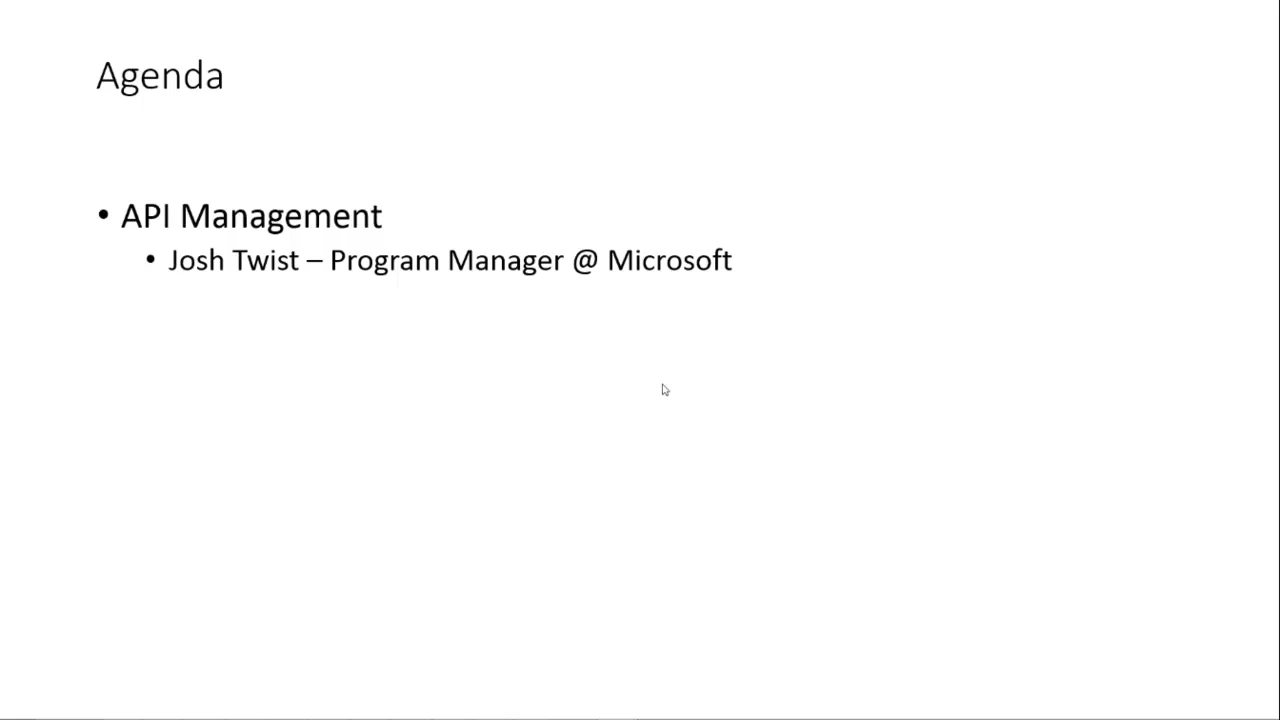 Agenda
• API Management
• Josh Twist – Program Manager @ Microsoft